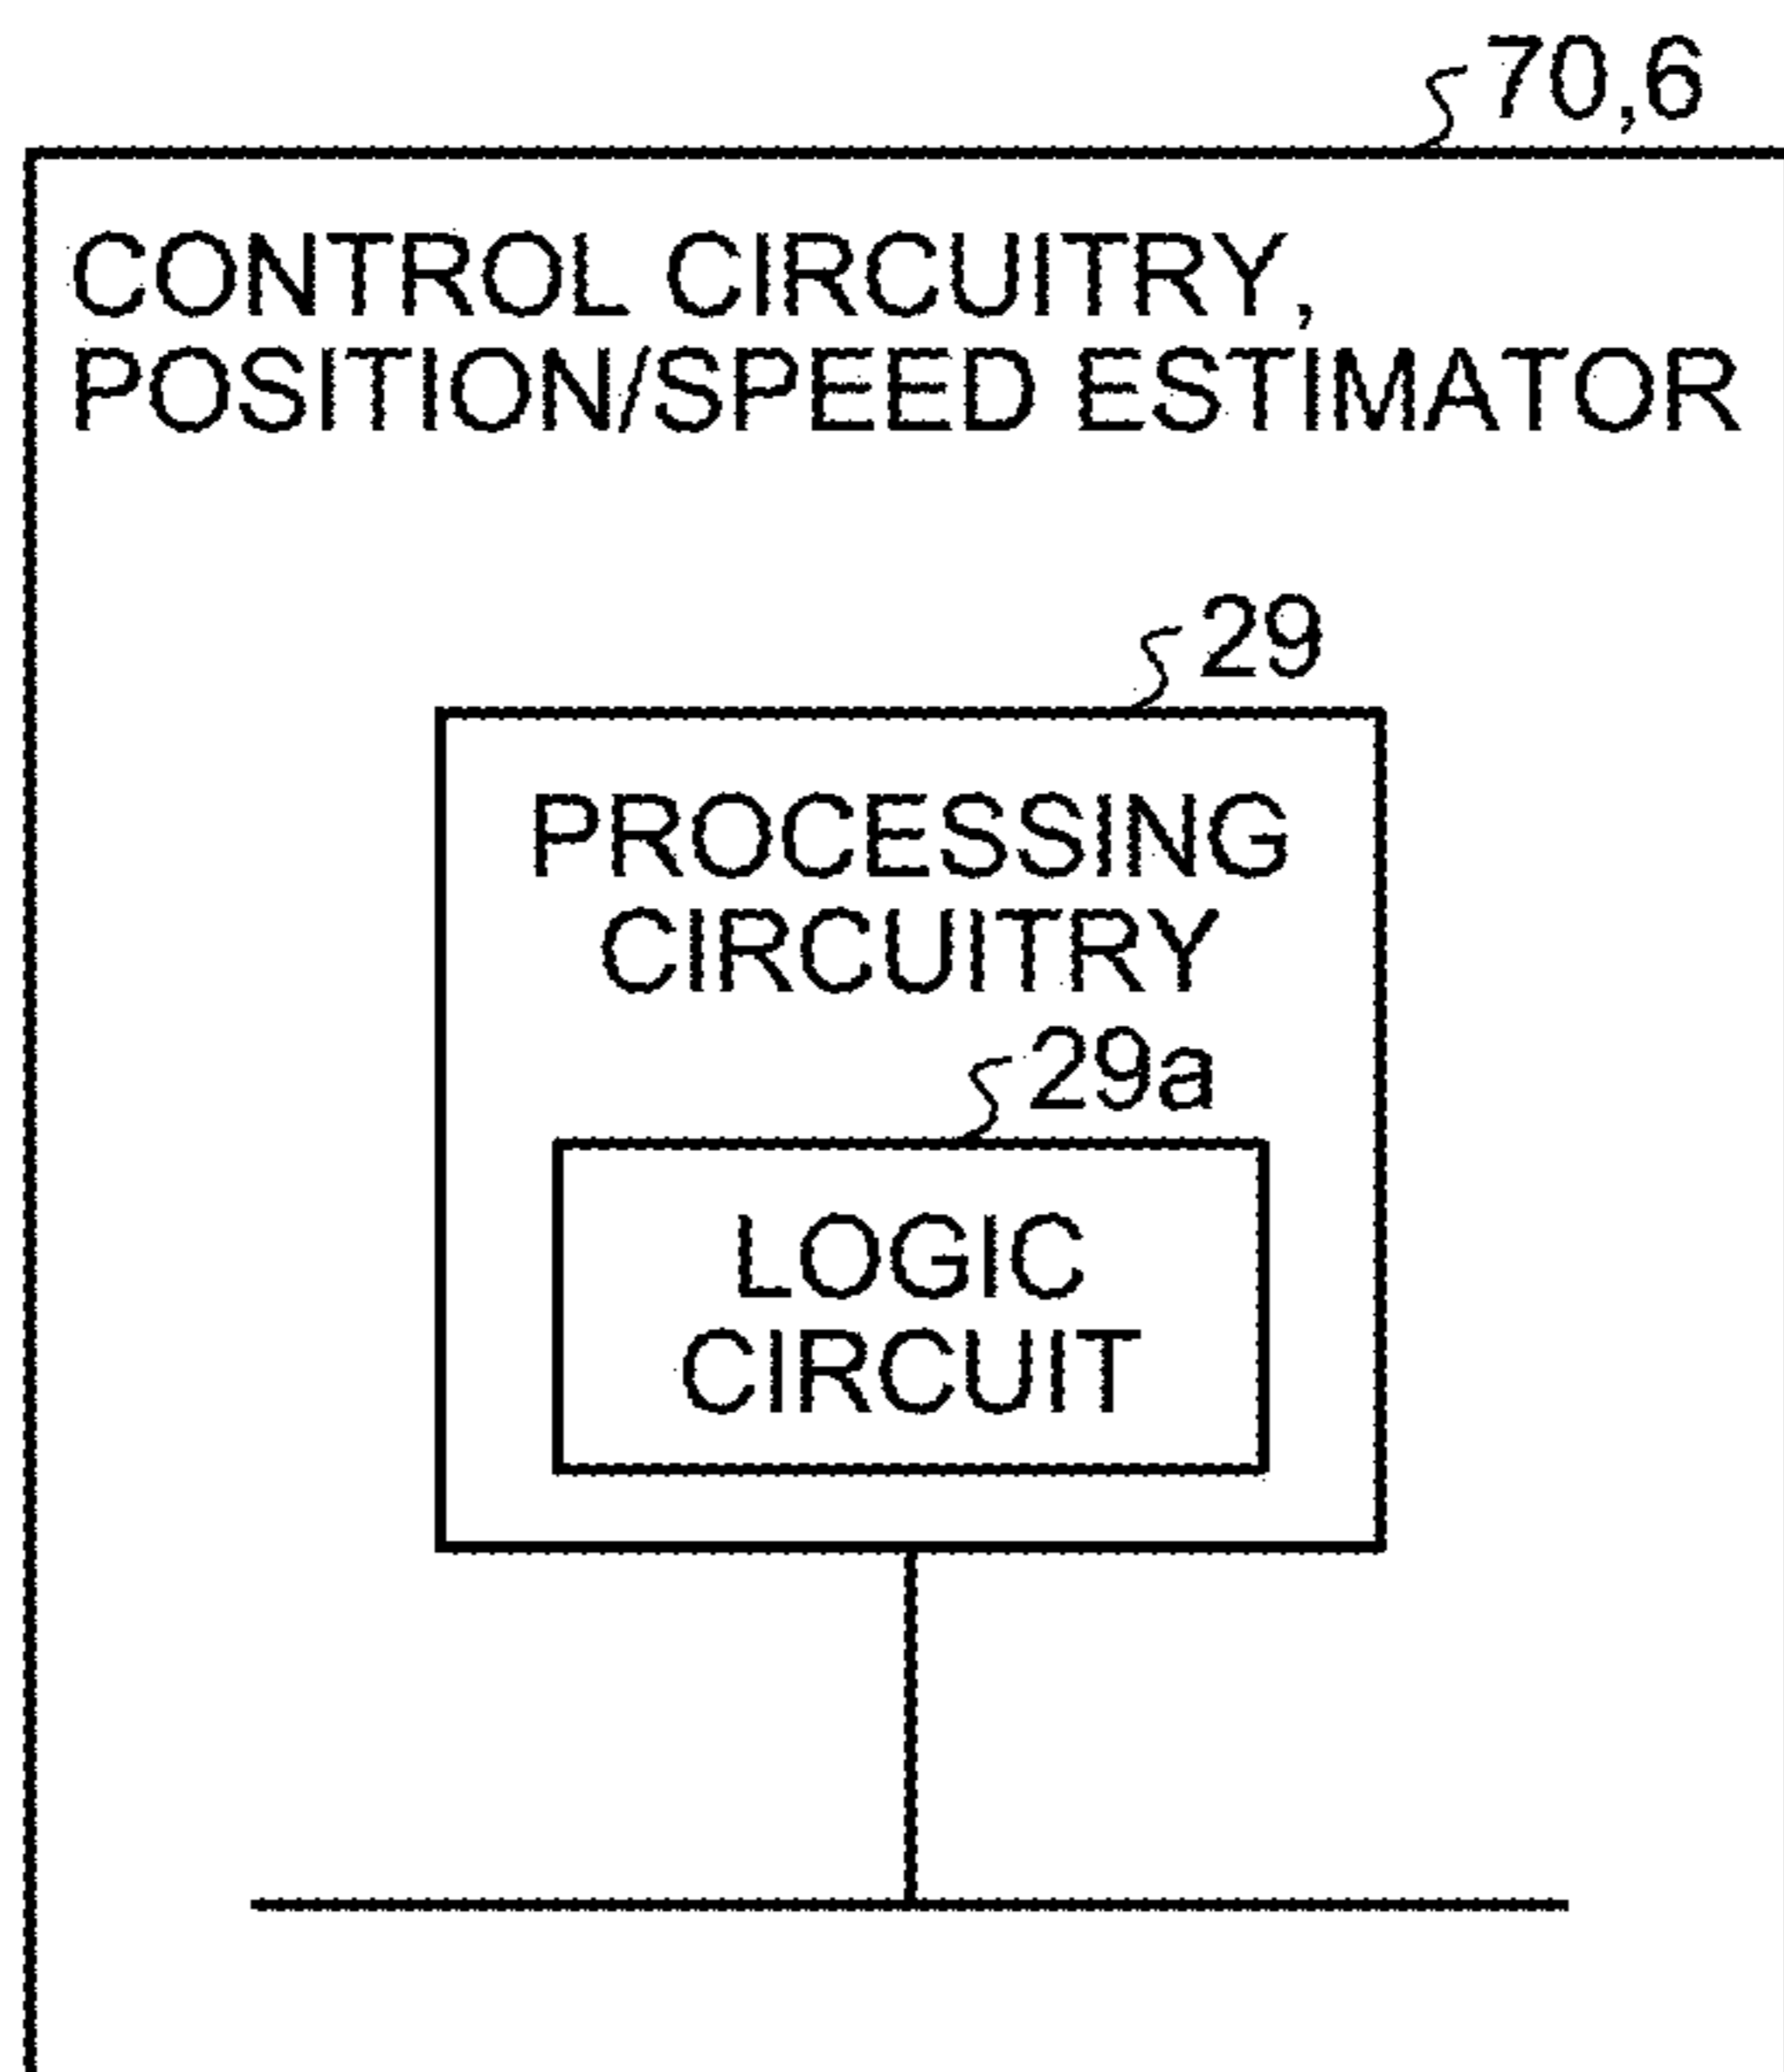 70,6
CONTROL CIRCUITRY,
POSITION/SPEED ESTIMATOR
29
PROCESSING
CIRCUITRY
29a
LOGIC
CIRCUIT